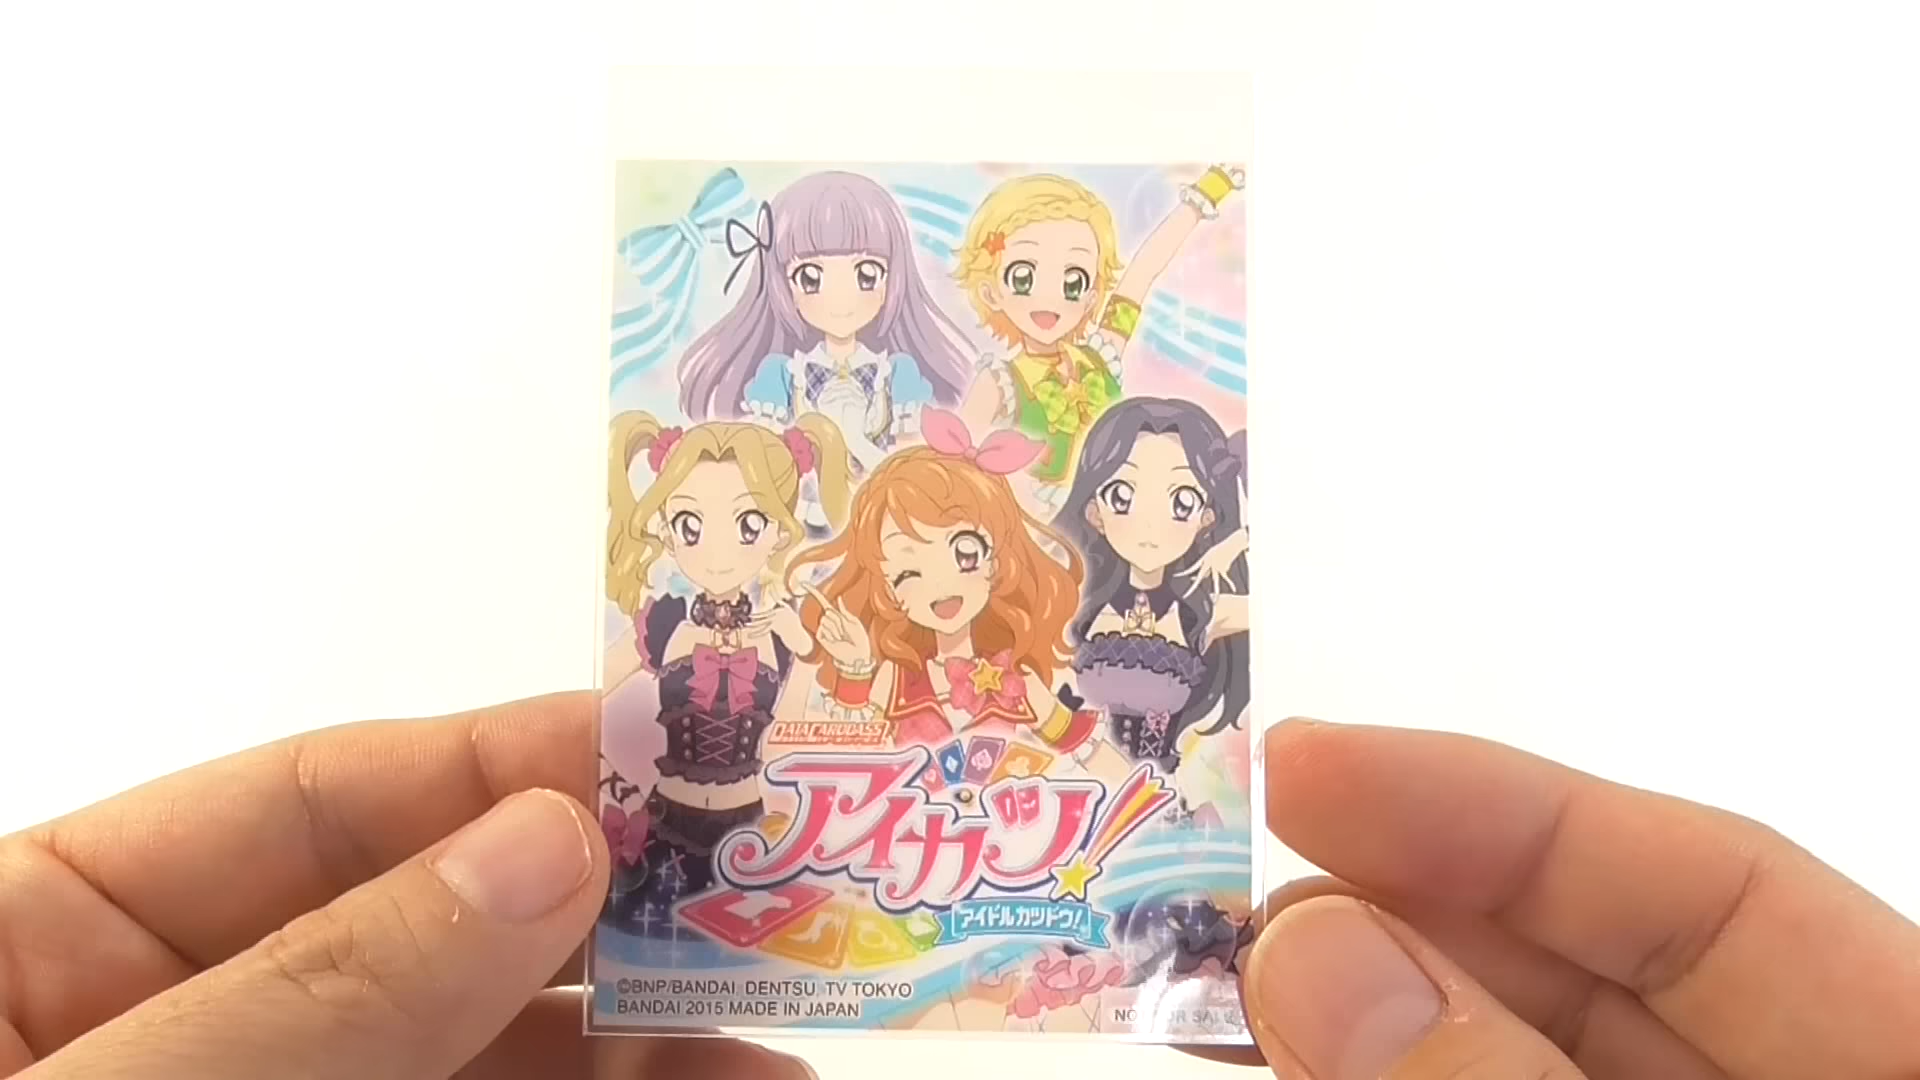 DATA CARDDASS
アイカツ!
アイドルカツドウ!
©BNP/BANDAI, DENTSU, TV TOKYO
BANDAI 2015 MADE IN JAPAN